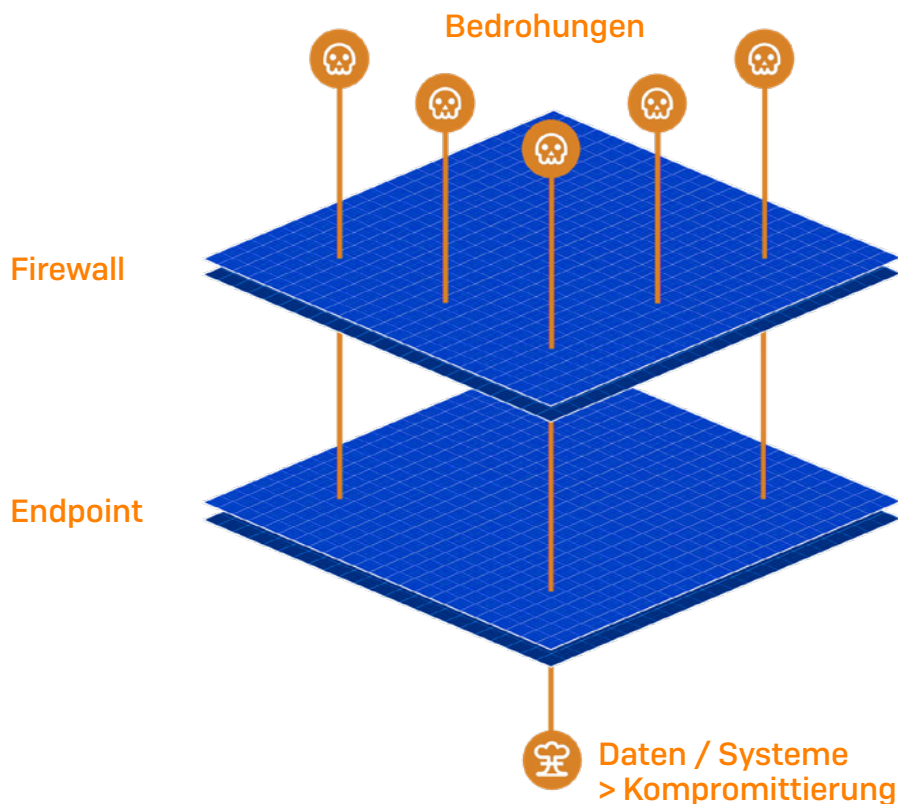 Bedrohungen
Firewall
Endpoint
Daten / Systeme
> Kompromittierung